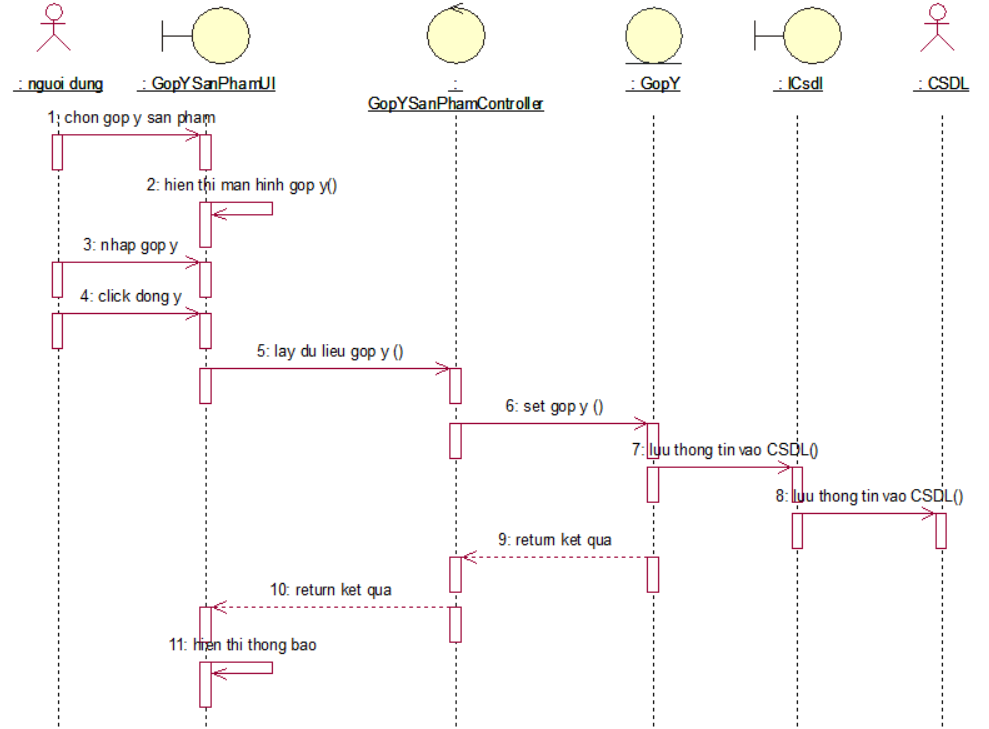 : nguoi dung
: GopYSanPhamUI
:
GopYSanPhamController
: GopY
: ICsdl
: CSDL
1: chon gop y san pham
2: hien thi man hinh gop y()
3: nhap gop y
4: click dong y
5: lay du lieu gop y ()
6: set gop y ()
7: luu thong tin vao CSDL()
8: luu thong tin vao CSDL()
9: return ket qua
10: return ket qua
11: hien thi thong bao